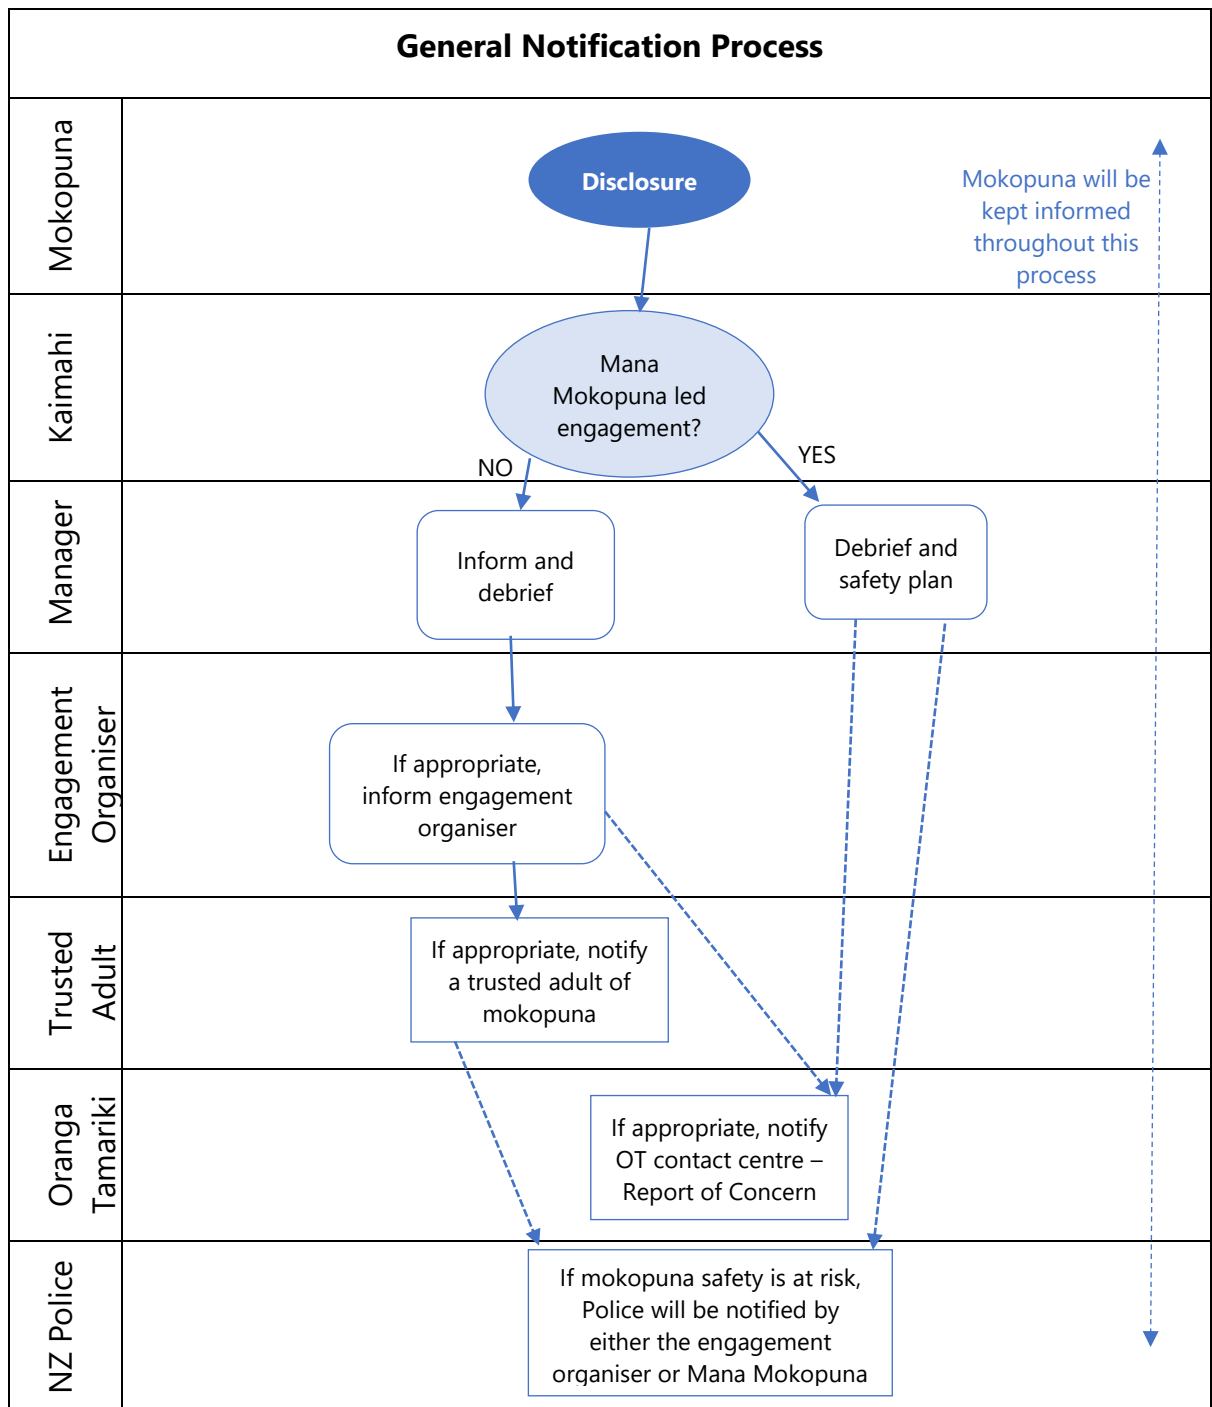 General Notification Process
Mokopuna
Disclosure
Mokopuna will be
kept informed
throughout this
process
Kaimahi
Mana
Mokopuna led
engagement?
NO
YES
Manager
Inform and
debrief
Debrief and
safety plan
Engagement
Organiser
If appropriate,
inform engagement
organiser
Trusted
Adult
If appropriate, notify
a trusted adult of
mokopuna
Oranga
Tamariki
If appropriate, notify
OT contact centre –
Report of Concern
NZ Police
If mokopuna safety is at risk,
Police will be notified by
either the engagement
organiser or Mana Mokopuna